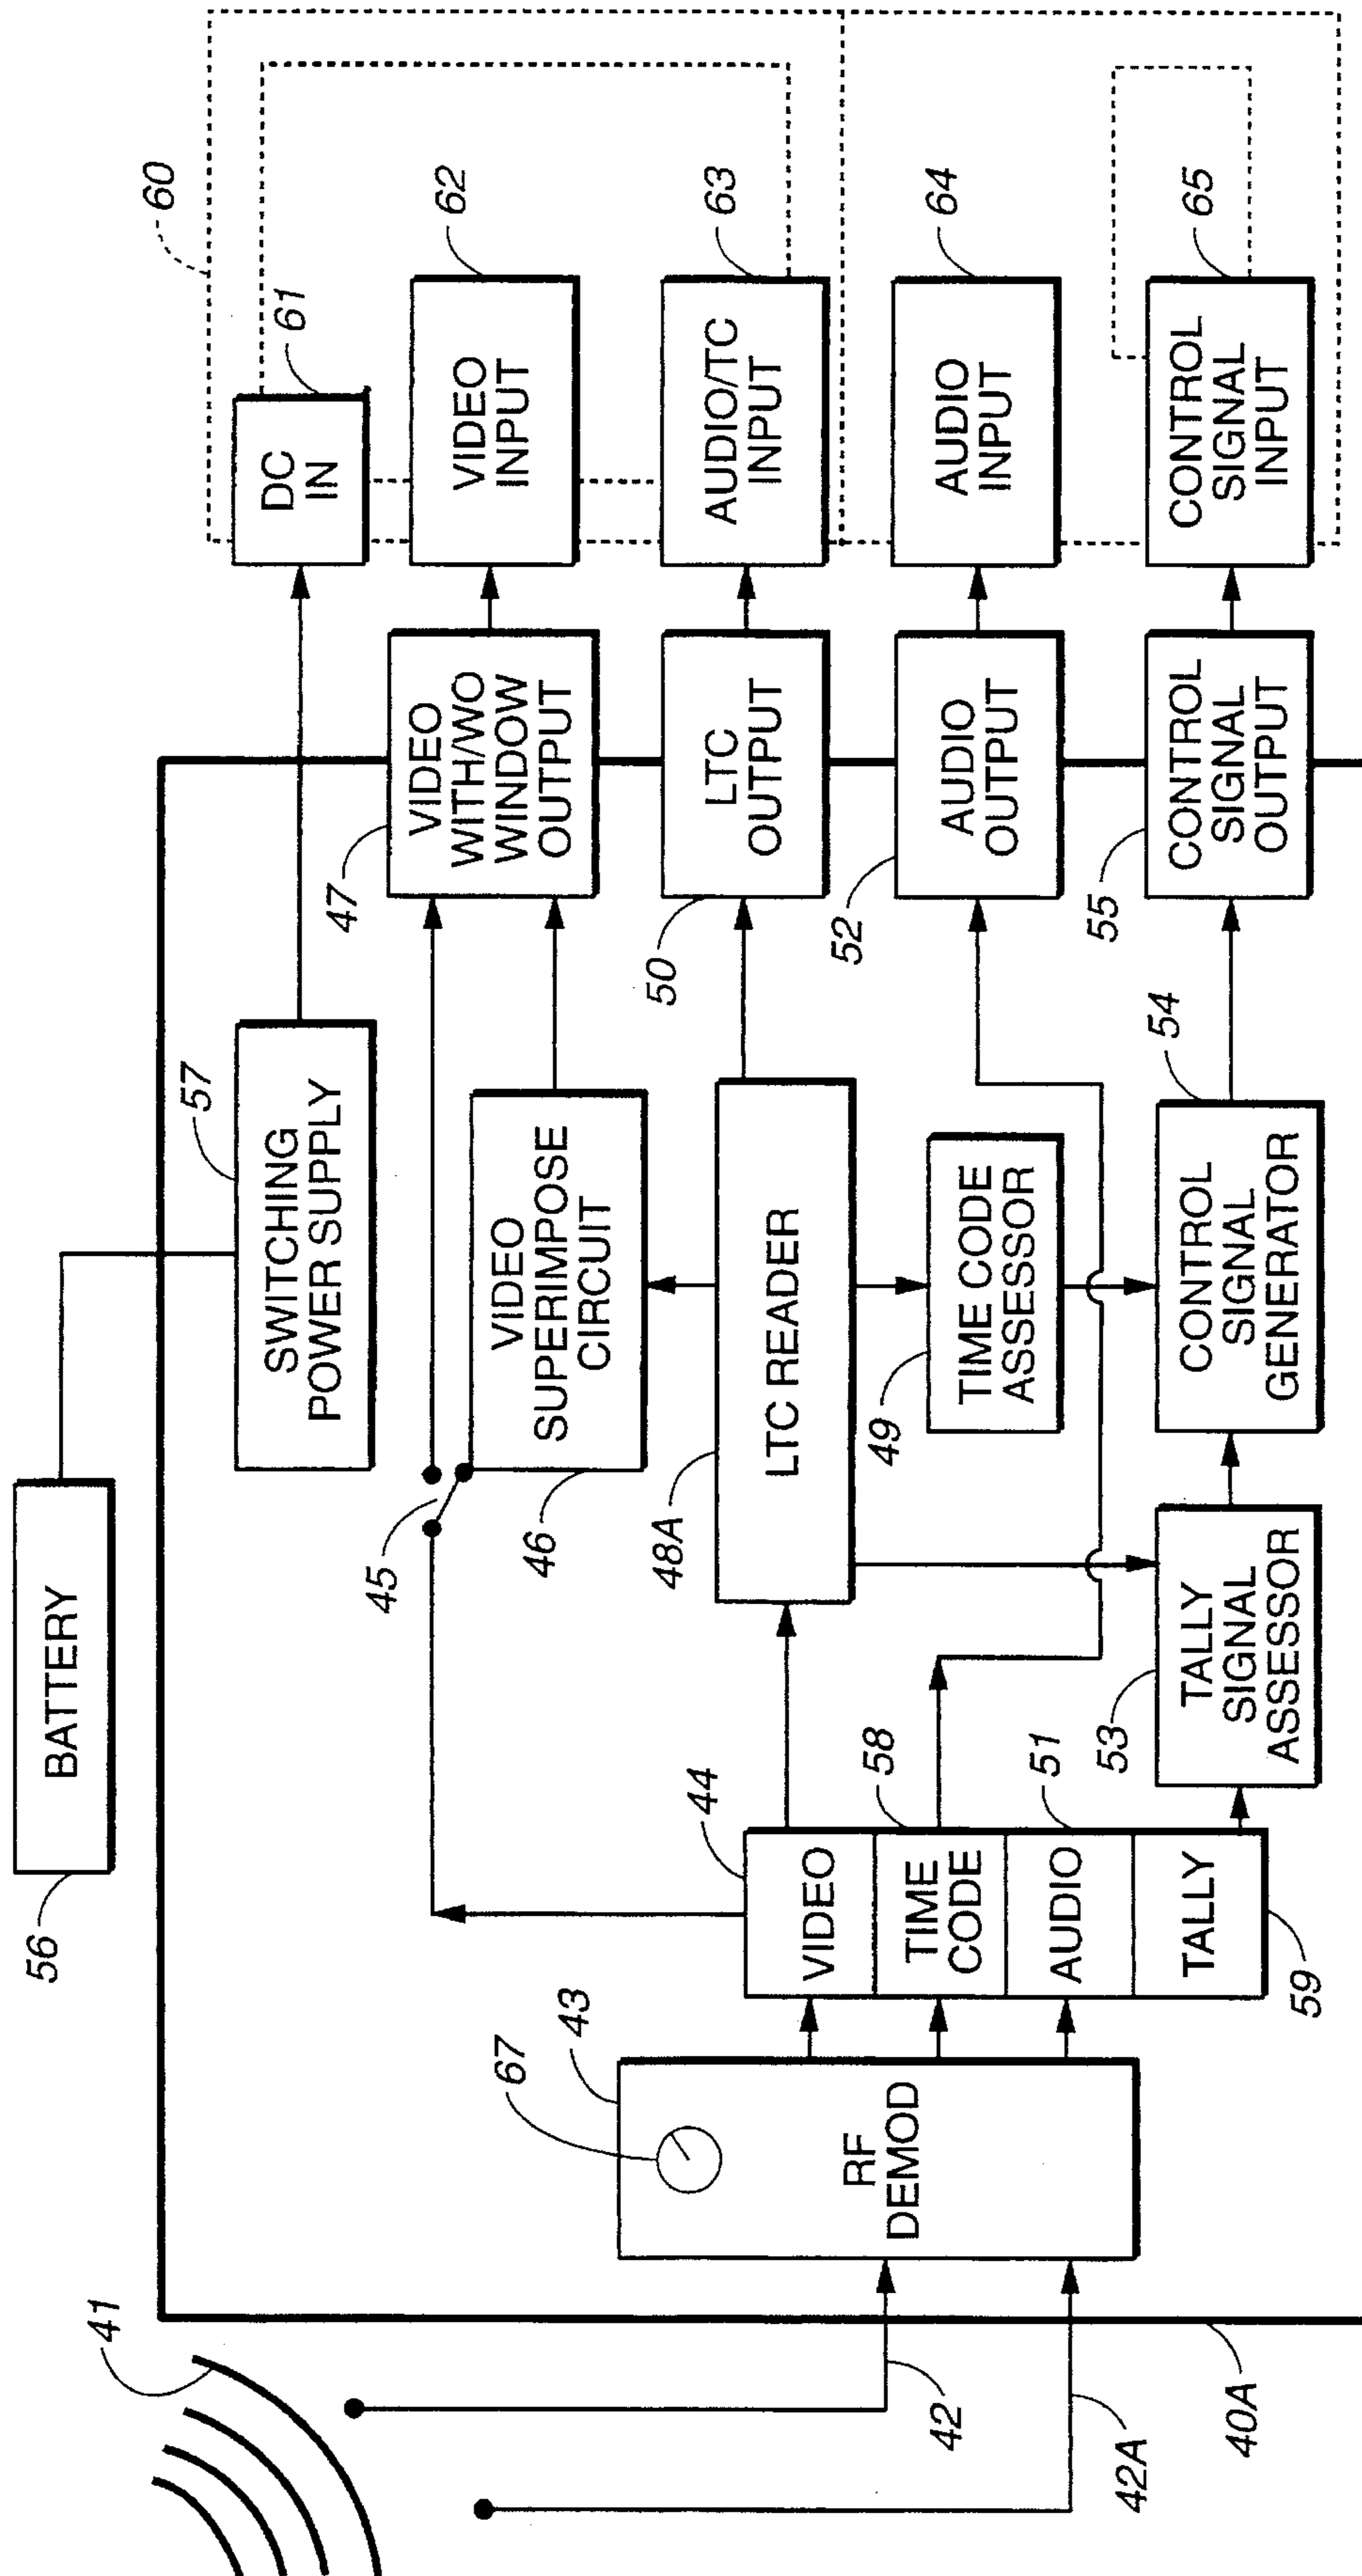 41
42
42A
40A
RF
DEMOD
67
43
VIDEO
44
TIME
CODE
58
AUDIO
51
TALLY
59
BATTERY
56
SWITCHING
POWER SUPPLY
57
45
VIDEO
SUPERIMPOSE
CIRCUIT
46
LTC READER
48A
TIME CODE
ASSESSOR
49
TALLY
SIGNAL
ASSESSOR
53
CONTROL
SIGNAL
GENERATOR
54
VIDEO
WITH/WO
WINDOW
OUTPUT
47
LTC
OUTPUT
50
AUDIO
OUTPUT
52
CONTROL
SIGNAL
OUTPUT
55
60
DC
IN
61
VIDEO
INPUT
62
AUDIO/TC
INPUT
63
AUDIO
INPUT
64
CONTROL
SIGNAL
INPUT
65